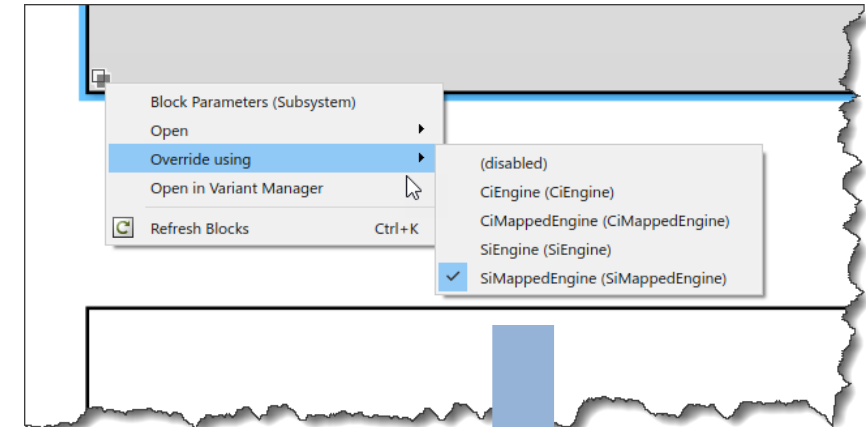 Block Parameters (Subsystem)
Open
Override using
Open in Variant Manager
Refresh Blocks Ctrl+K
(disabled)
CiEngine (CiEngine)
CiMappedEngine (CiMappedEngine)
SiEngine (SiEngine)
SiMappedEngine (SiMappedEngine)